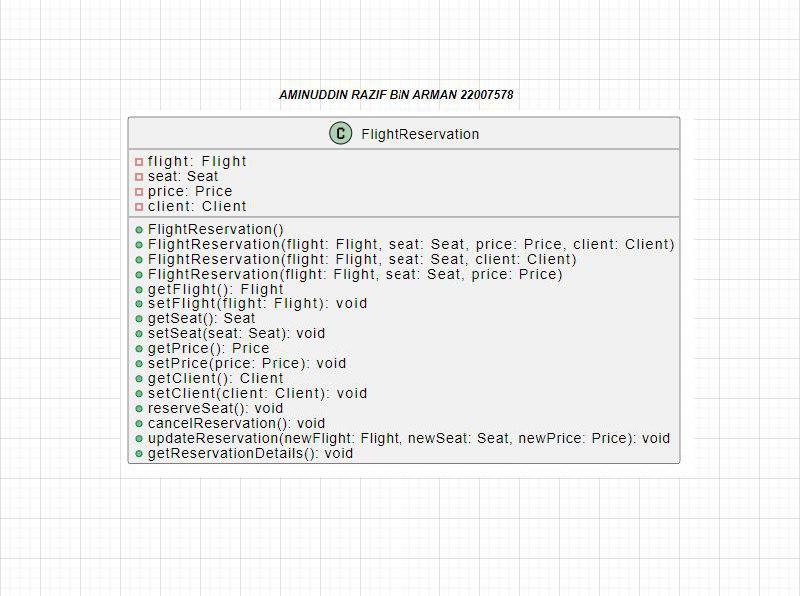 AMINUDDIN RAZIF BIN ARMAN 22007578
C FlightReservation
flight: Flight
seat: Seat
price: Price
client: Client
FlightReservation()
FlightReservation(flight: Flight, seat: Seat, price: Price, client: Client)
FlightReservation(flight: Flight, seat: Seat, client: Client)
FlightReservation(flight: Flight, seat: Seat, price: Price)
getFlight(): Flight
setFlight(flight: Flight): void
getSeat(): Seat
setSeat(seat: Seat): void
getPrice(): Price
setPrice(price: Price): void
getClient(): Client
setClient(client: Client): void
reserveSeat(): void
cancelReservation(): void
updateReservation(newFlight: Flight, newSeat: Seat, newPrice: Price): void
getReservationDetails(): void